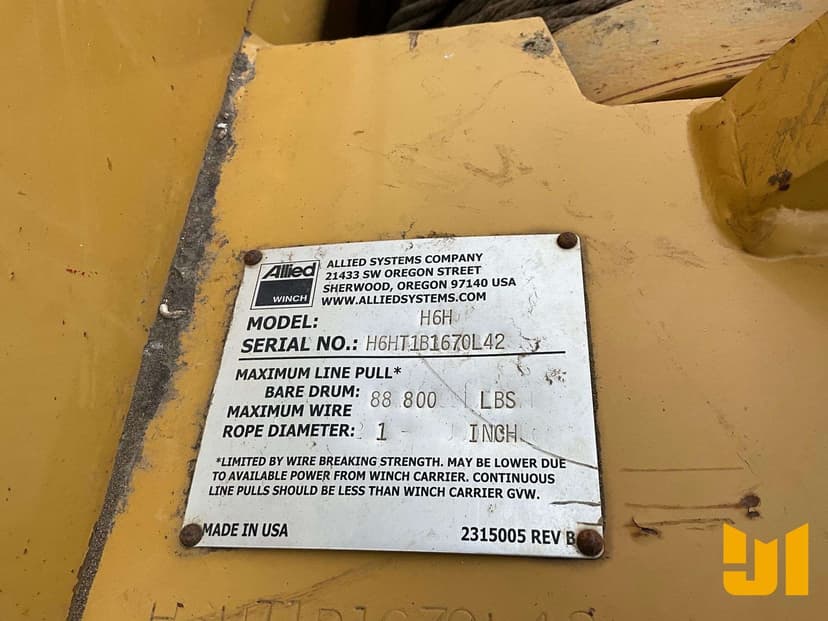 Allied
WINCH
ALLIED SYSTEMS COMPANY
21433 SW OREGON STREET
SHERWOOD, OREGON 97140 USA
WWW.ALLIEDSYSTEMS.COM
MODEL: H6H
SERIAL NO.: H6HT1B1670L42
MAXIMUM LINE PULL*
BARE DRUM: 88 800 LBS
MAXIMUM WIRE
ROPE DIAMETER: 1 INCH
*LIMITED BY WIRE BREAKING STRENGTH. MAY BE LOWER DUE
TO AVAILABLE POWER FROM WINCH CARRIER. CONTINUOUS
LINE PULLS SHOULD BE LESS THAN WINCH CARRIER GVW.
MADE IN USA 2315005 REV B